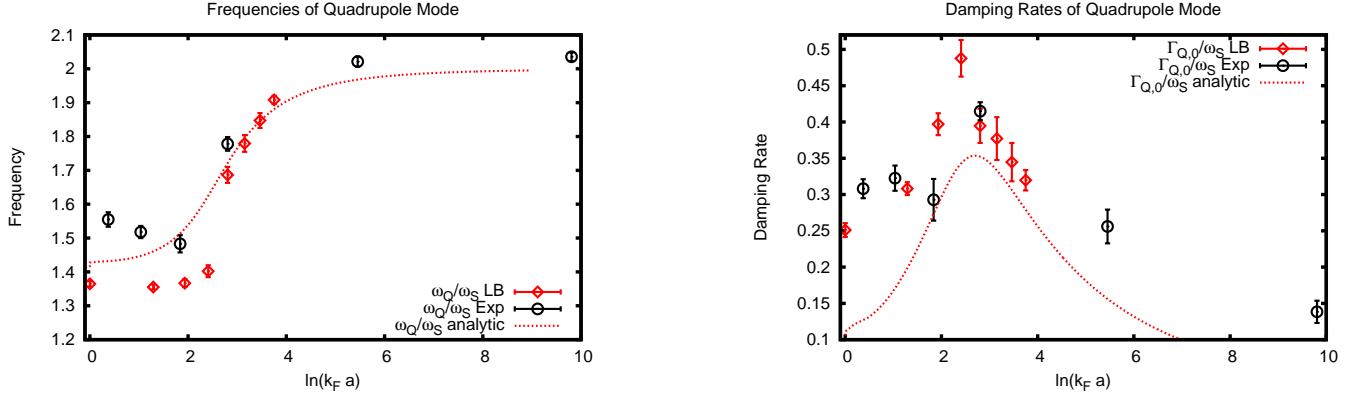 Frequencies of Quadrupole Mode
Frequency
2.1
2
1.9
1.8
1.7
1.6
1.5
1.4
1.3
1.2
0 2 4 6 8 10
ln(k_F a)
ω_Q/ω_S LB
ω_Q/ω_S Exp
ω_Q/ω_S analytic
Damping Rates of Quadrupole Mode
Damping Rate
0.5
0.45
0.4
0.35
0.3
0.25
0.2
0.15
0.1
0 2 4 6 8 10
ln(k_F a)
Γ_{Q,0}/ω_S LB
Γ_{Q,0}/ω_S Exp
Γ_{Q,0}/ω_S analytic